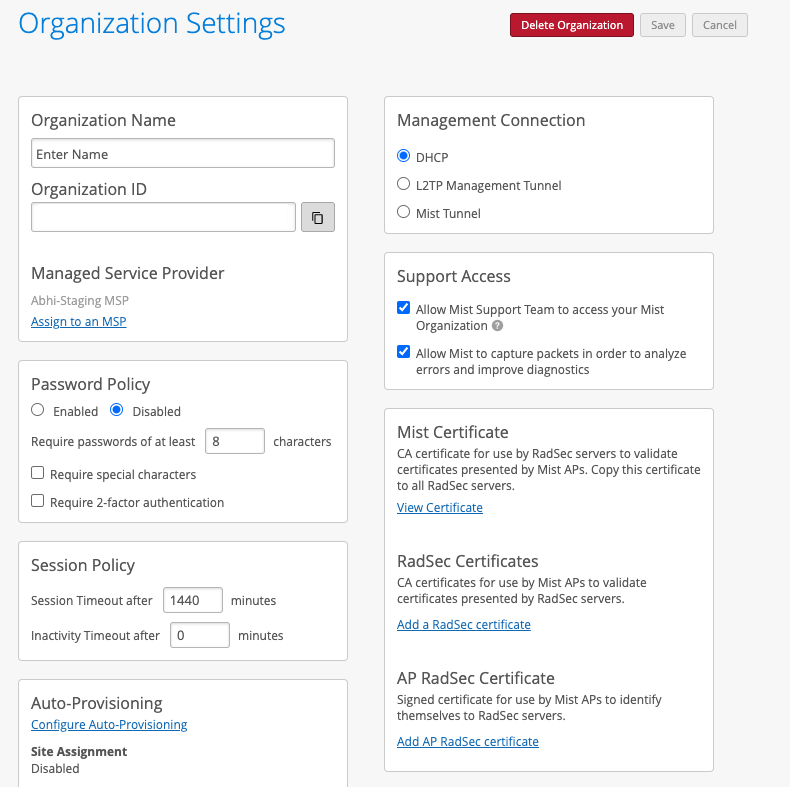 Organization Settings
Delete Organization
Save
Cancel
Organization Name
Enter Name
Organization ID
Managed Service Provider
Abhi-Staging MSP
Assign to an MSP
Password Policy
Enabled Disabled
Require passwords of at least 8 characters
Require special characters
Require 2-factor authentication
Session Policy
Session Timeout after 1440 minutes
Inactivity Timeout after 0 minutes
Auto-Provisioning
Configure Auto-Provisioning
Site Assignment
Disabled
Management Connection
DHCP
L2TP Management Tunnel
Mist Tunnel
Support Access
Allow Mist Support Team to access your Mist
Organization ?
Allow Mist to capture packets in order to analyze
errors and improve diagnostics
Mist Certificate
CA certificate for use by RadSec servers to validate
certificates presented by Mist APs. Copy this certificate
to all RadSec servers.
View Certificate
RadSec Certificates
CA certificates for use by Mist APs to validate
certificates presented by RadSec servers.
Add a RadSec certificate
AP RadSec Certificate
Signed certificate for use by Mist APs to identify
themselves to RadSec servers.
Add AP RadSec certificate